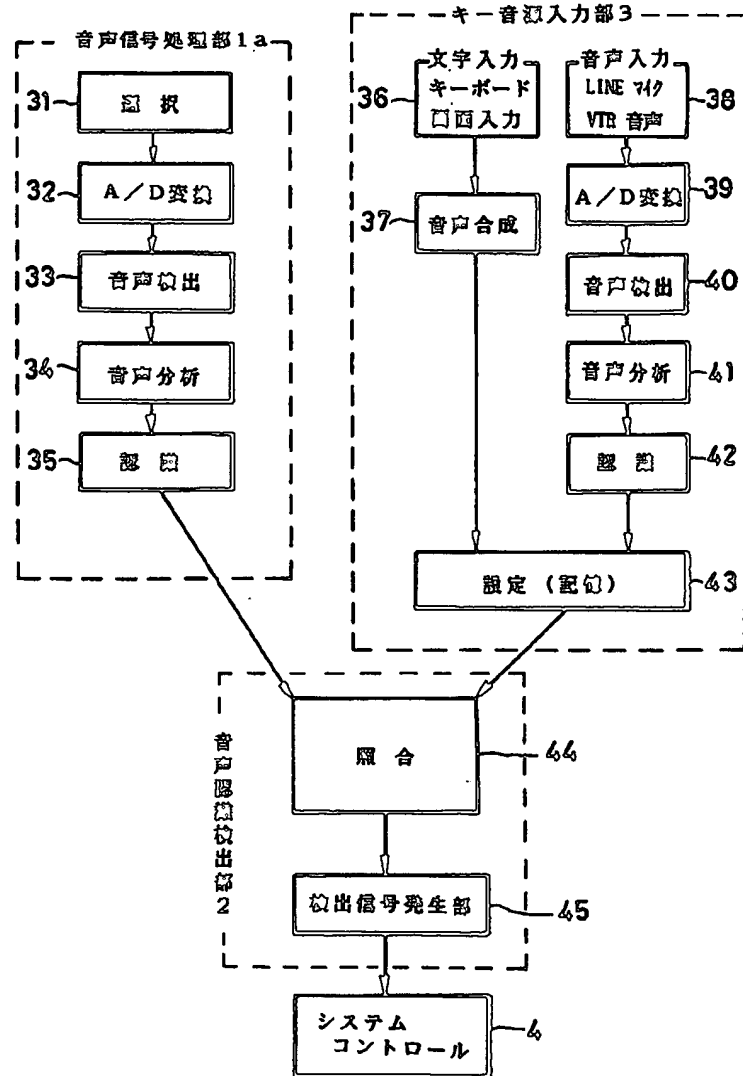 音声信号処理部1a
31
選択
32
A/D変換
33
音声検出
34
音声分析
35
認識
キー音源入力部3
36
文字入力
キーボード
画面入力
37
音声合成
音声入力
LINE マイク
VTR 音声
38
A/D変換
39
音声検出
40
音声分析
41
認識
42
設定(記憶)
43
音声認識検出部2
照合
44
検出信号発生部
45
システム
コントロール
4